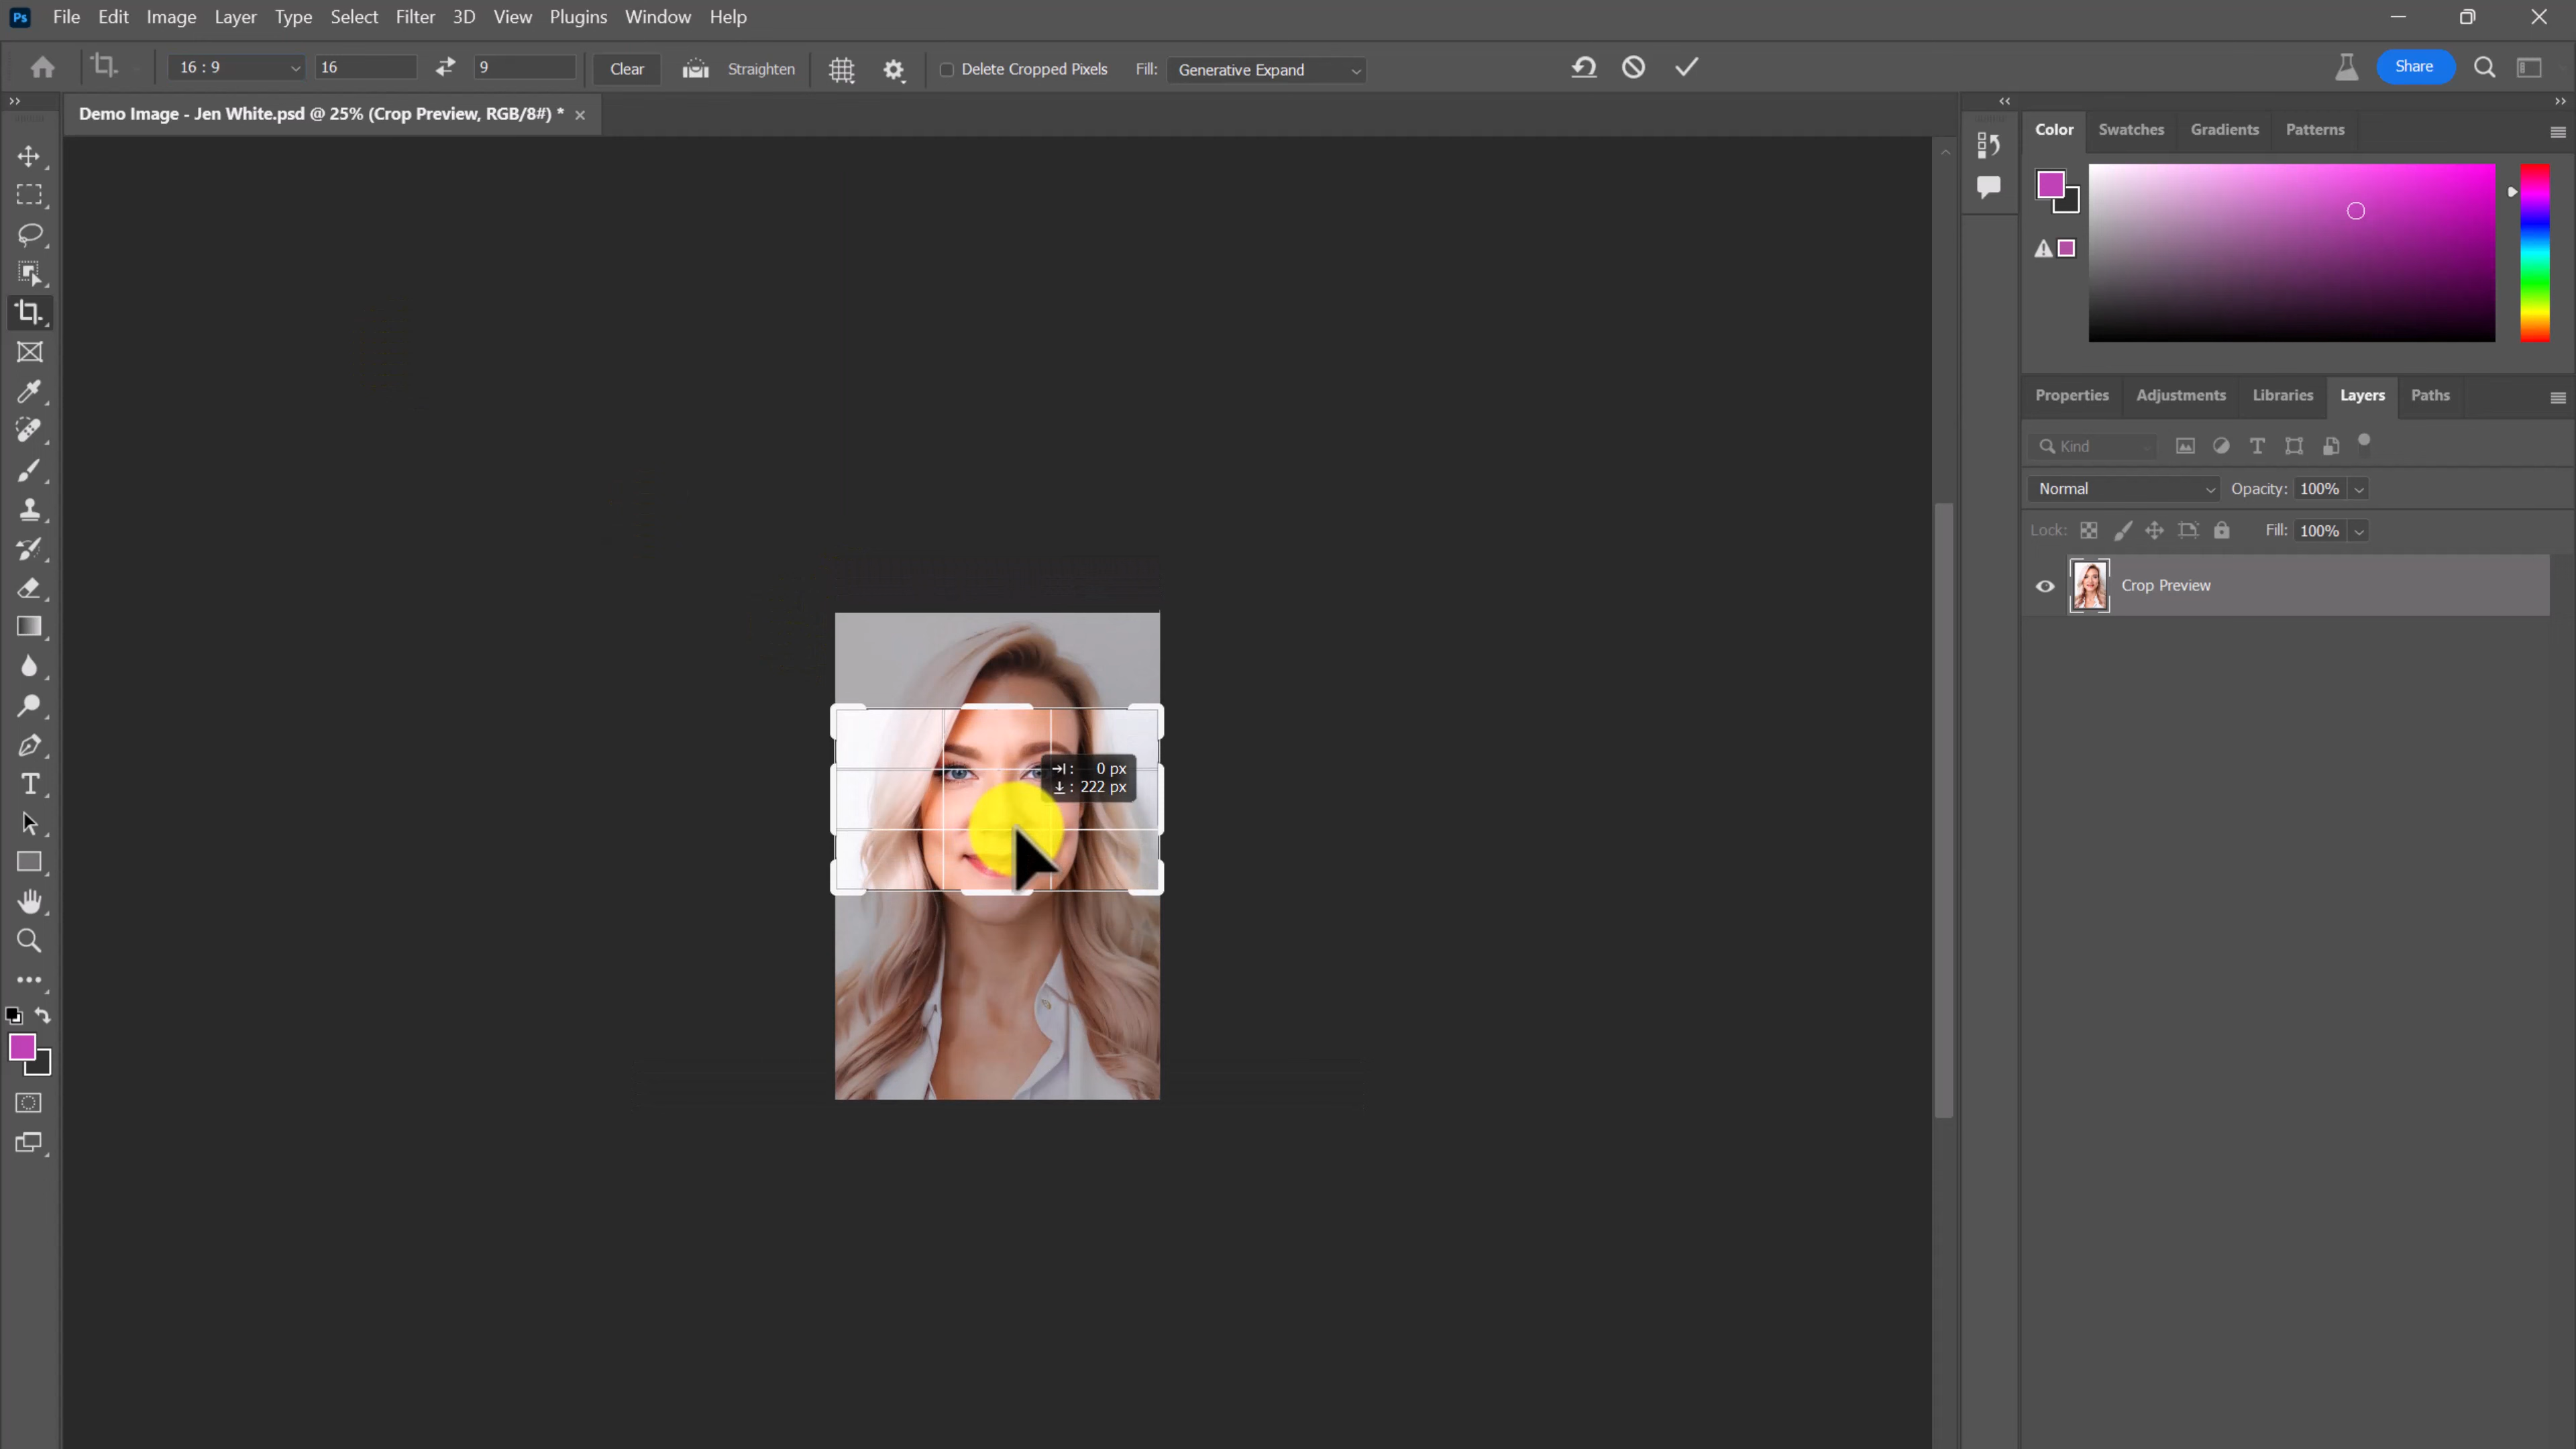 Ps File Edit Image Layer Type Select Filter 3D View Plugins Window Help
16 : 9 16 9 Clear Straighten Delete Cropped Pixels Fill: Generative Expand Share
Demo Image - Jen White.psd @ 25% (Crop Preview, RGB/8#) *
Color Swatches Gradients Patterns
Properties Adjustments Libraries Layers Paths
Kind
Normal Opacity: 100%
Lock: Fill: 100%
Crop Preview
: 0 px
: 222 px